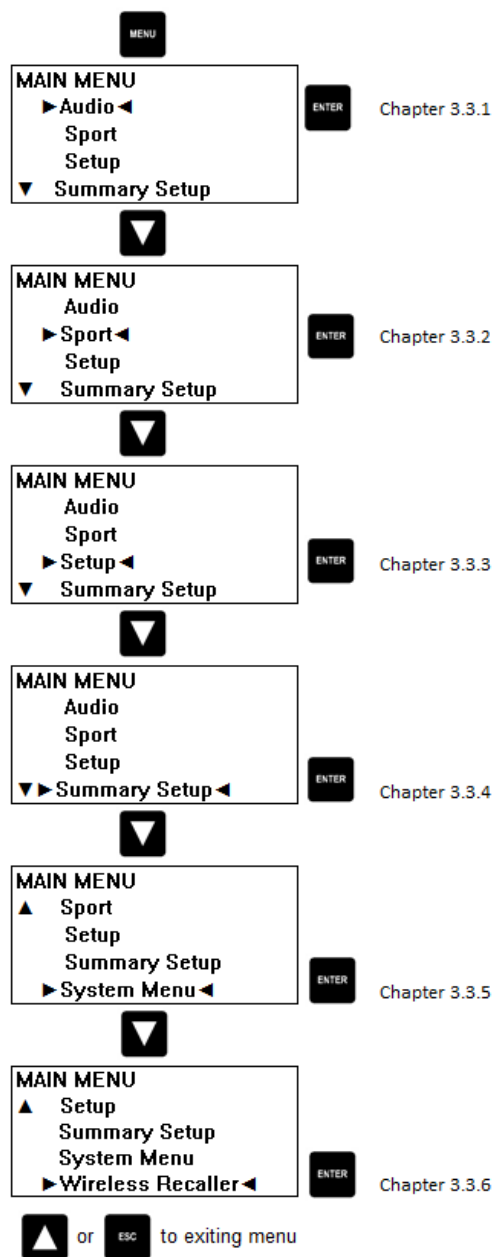 MENU
MAIN MENU
►Audio◄
ENTER
Chapter 3.3.1
Sport
Setup
▼ Summary Setup
▼
MAIN MENU
Audio
►Sport◄
ENTER
Chapter 3.3.2
Setup
▼ Summary Setup
▼
MAIN MENU
Audio
Sport
►Setup◄
ENTER
Chapter 3.3.3
▼ Summary Setup
▼
MAIN MENU
Audio
Sport
Setup
▼►Summary Setup◄
ENTER
Chapter 3.3.4
▼
MAIN MENU
▲ Sport
Setup
Summary Setup
►System Menu◄
ENTER
Chapter 3.3.5
▼
MAIN MENU
▲ Setup
Summary Setup
System Menu
►Wireless Recaller◄
ENTER
Chapter 3.3.6
▲ or ESC to exiting menu